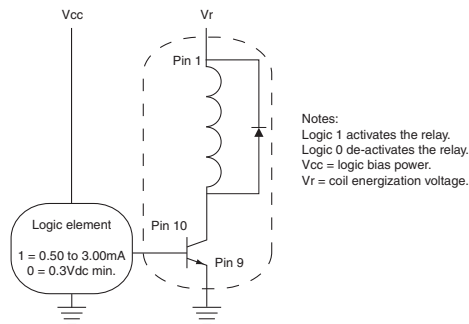 Vcc
Vr
Pin 1
Notes:
Logic 1 activates the relay.
Logic 0 de-activates the relay.
Vcc = logic bias power.
Vr = coil energization voltage.
Logic element
1 = 0.50 to 3.00mA
0 = 0.3Vdc min.
Pin 10
Pin 9